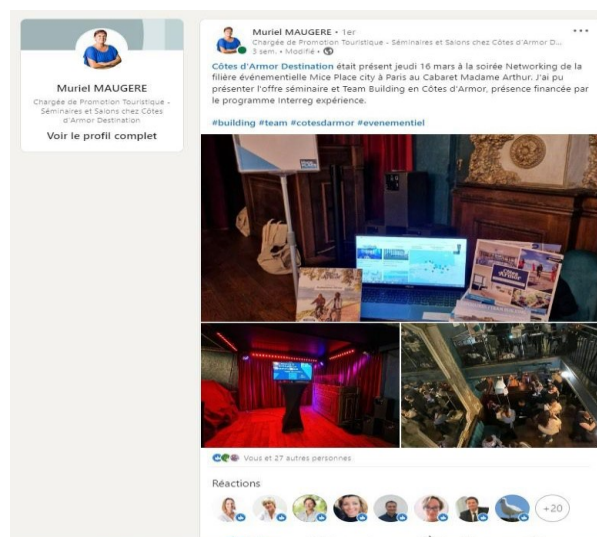 Muriel MAUGERE
Chargée de Promotion Touristique -
Séminaires et Salons chez Côtes
d'Armor Destination
Voir le profil complet
Muriel MAUGERE • 1er
Chargée de Promotion Touristique - Séminaires et Salons chez Côtes d'Armor D...
3 sem. • Modifié •
Côtes d'Armor Destination était présent jeudi 16 mars à la soirée Networking de la
filière événementielle Mice Place city à Paris au Cabaret Madame Arthur. J'ai pu
présenter l'offre séminaire et Team Building en Côtes d'Armor, présence financée par
le programme Interreg expérience.
#building #team #cotesdarmor #evenementiel
CÔTES
D'ARMOR
Vous et 27 autres personnes
Réactions
+20